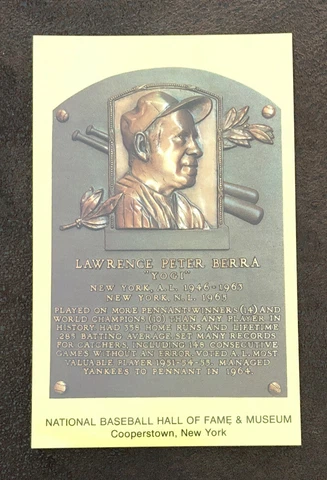 LAWRENCE PETER BERRA
"YOGI"
NEW YORK, A.L. 1946-1963
NEW YORK, N.L. 1965
PLAYED ON MORE PENNANT-WINNERS (14) AND
WORLD CHAMPIONS (10) THAN ANY PLAYER IN
HISTORY. HAD 358 HOME RUNS AND LIFETIME
.285 BATTING AVERAGE. SET MANY RECORDS
FOR CATCHERS, INCLUDING 148 CONSECUTIVE
GAMES WITHOUT AN ERROR. VOTED A.L. MOST
VALUABLE PLAYER 1951-54-55. MANAGED
YANKEES TO PENNANT IN 1964.
NATIONAL BASEBALL HALL OF FAME & MUSEUM
Cooperstown, New York